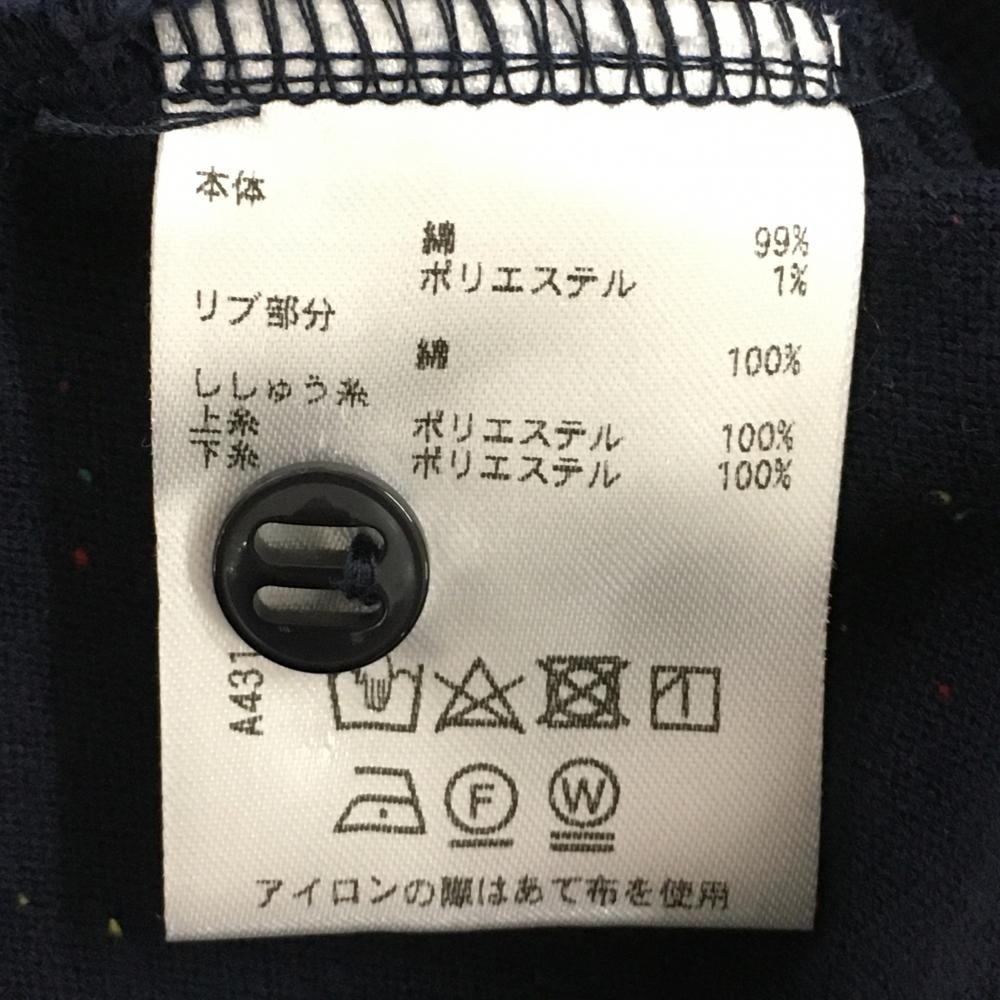 本体
綿 99%
ポリエステル 1%
リブ部分
綿 100%
ししゅう糸
上糸 ポリエステル 100%
下糸 ポリエステル 100%
A431
F W
アイロンの際はあて布を使用